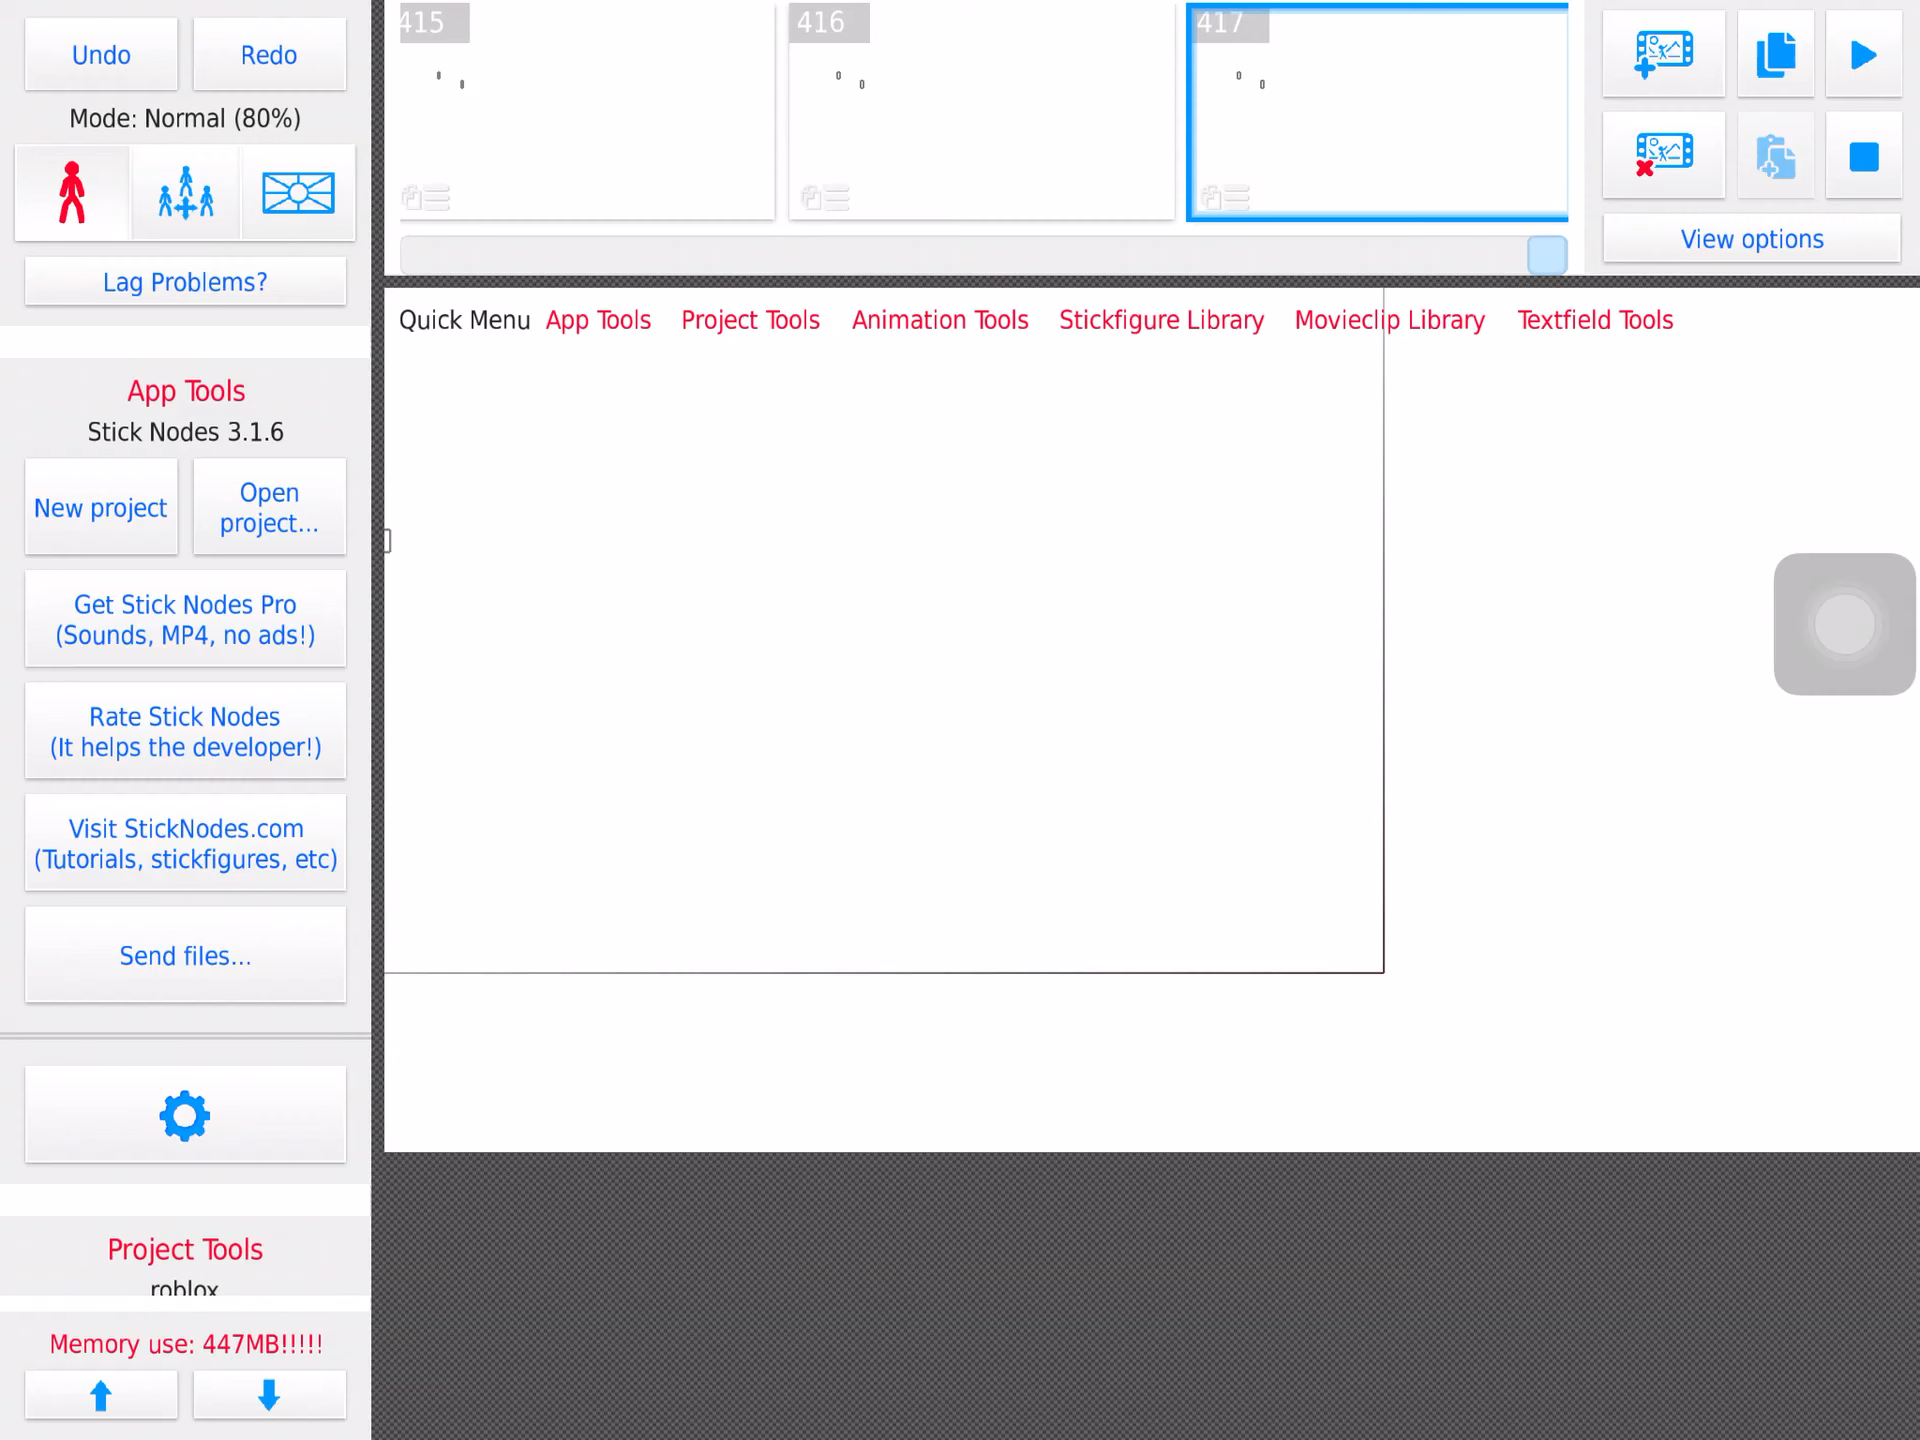 Undo
Redo
Mode: Normal (80%)
Lag Problems?
415
416
417
View options
Quick Menu
App Tools
Project Tools
Animation Tools
Stickfigure Library
Movieclip Library
Textfield Tools
App Tools
Stick Nodes 3.1.6
New project
Open
project...
Get Stick Nodes Pro
(Sounds, MP4, no ads!)
Rate Stick Nodes
(It helps the developer!)
Visit StickNodes.com
(Tutorials, stickfigures, etc)
Send files...
Project Tools
roblox
Memory use: 447MB!!!!!